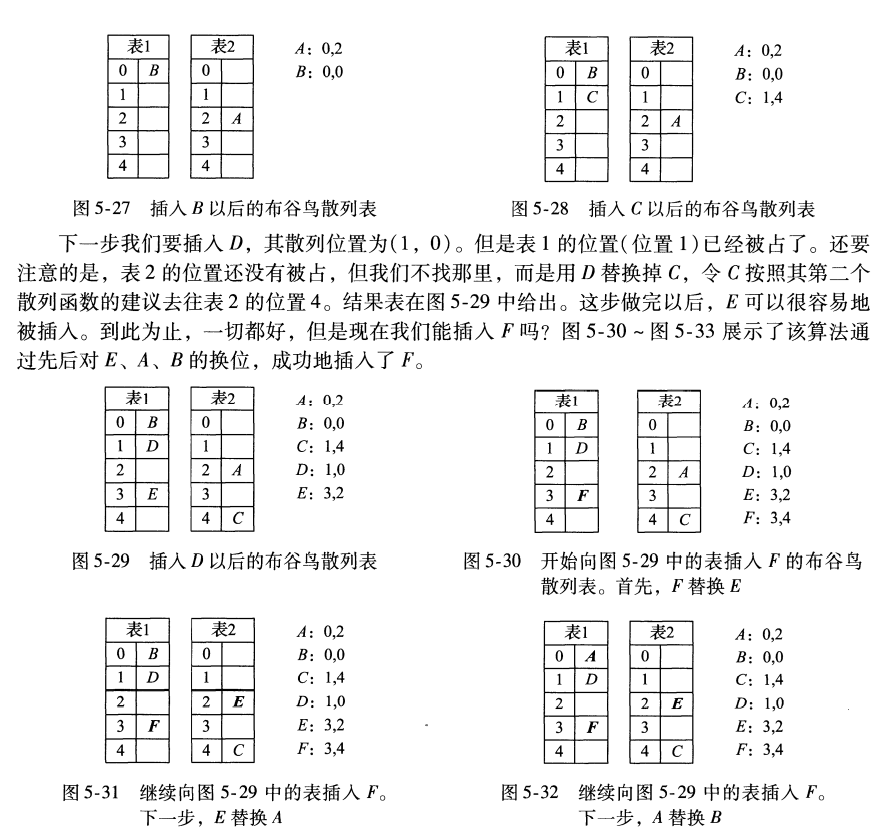 表1 表2 A: 0,2
0 B 0 B: 0,0
1 1
2 2 A
3 3
4 4
图 5-27 插入 B 以后的布谷鸟散列表
表1 表2 A: 0,2
0 B 0 B: 0,0
1 C 1 C: 1,4
2 2 A
3 3
4 4
图 5-28 插入 C 以后的布谷鸟散列表
下一步我们要插入 D，其散列位置为(1，0)。但是表 1 的位置(位置 1)已经被占了。还要
注意的是，表 2 的位置还没有被占，但我们不找那里，而是用 D 替换掉 C，令 C 按照其第二个
散列函数的建议去往表 2 的位置 4。结果表在图 5-29 中给出。这步做完以后，E 可以很容易地
被插入。到此为止，一切都好，但是现在我们能插入 F 吗？图 5-30 ~ 图 5-33 展示了该算法通
过先后对 E、A、B 的换位，成功地插入了 F。
表1 表2 A: 0,2
0 B 0 B: 0,0
1 D 1 C: 1,4
2 2 A D: 1,0
3 E 3 E: 3,2
4 4 C
图 5-29 插入 D 以后的布谷鸟散列表
表1 表2 A: 0,2
0 B 0 B: 0,0
1 D 1 C: 1,4
2 2 A D: 1,0
3 F 3 E: 3,2
4 4 C F: 3,4
图 5-30 开始向图 5-29 中的表插入 F 的布谷鸟
散列表。首先，F 替换 E
表1 表2 A: 0,2
0 B 0 B: 0,0
1 D 1 C: 1,4
2 2 E D: 1,0
3 F 3 E: 3,2
4 4 C F: 3,4
图 5-31 继续向图 5-29 中的表插入 F。
下一步，E 替换 A
表1 表2 A: 0,2
0 A 0 B: 0,0
1 D 1 C: 1,4
2 2 E D: 1,0
3 F 3 E: 3,2
4 4 C F: 3,4
图 5-32 继续向图 5-29 中的表插入 F。
下一步，A 替换 B